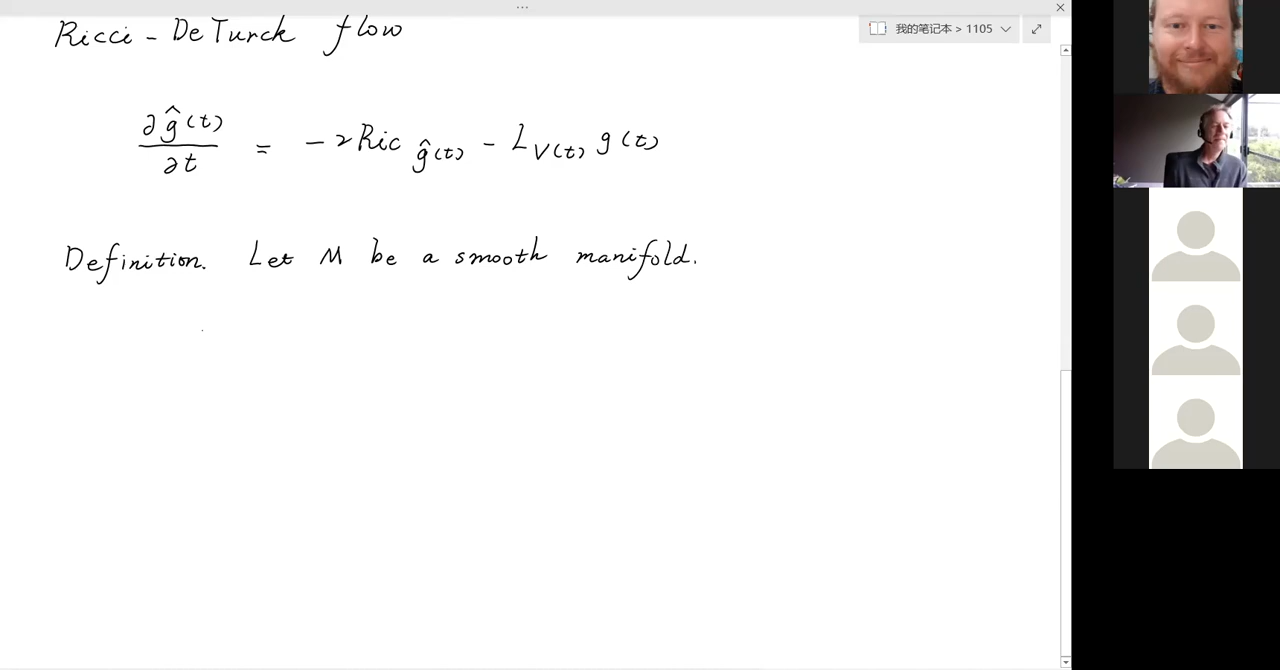 Ricci - DeTurck flow
我的笔记本 > 1105
∂ĝ(t)/∂t = -2Ric ĝ(t) - L V(t) g(t)
Definition. Let M be a smooth manifold.